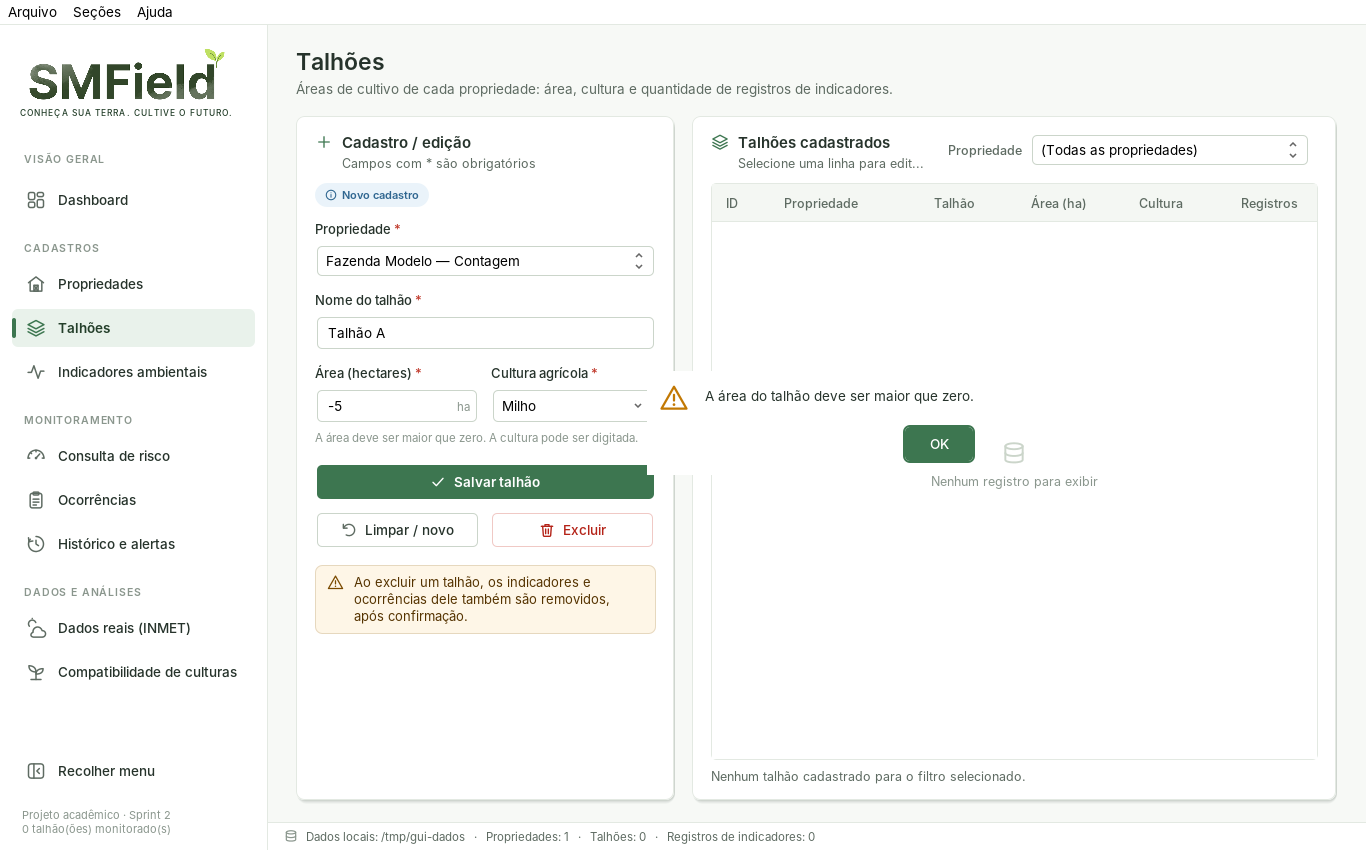 Arquivo Seções Ajuda
SMField
CONHEÇA SUA TERRA. CULTIVE O FUTURO.
VISÃO GERAL
Dashboard
CADASTROS
Propriedades
Talhões
Indicadores ambientais
MONITORAMENTO
Consulta de risco
Ocorrências
Histórico e alertas
DADOS E ANÁLISES
Dados reais (INMET)
Compatibilidade de culturas
Recolher menu
Projeto acadêmico · Sprint 2
0 talhão(ões) monitorado(s)
Talhões
Áreas de cultivo de cada propriedade: área, cultura e quantidade de registros de indicadores.
Cadastro / edição
Campos com * são obrigatórios
Novo cadastro
Propriedade *
Fazenda Modelo — Contagem
Nome do talhão *
Talhão A
Área (hectares) * Cultura agrícola *
-5 ha Milho
A área deve ser maior que zero. A cultura pode ser digitada.
Salvar talhão
Limpar / novo Excluir
Ao excluir um talhão, os indicadores e
ocorrências dele também são removidos,
após confirmação.
Talhões cadastrados
Selecione uma linha para edit...
Propriedade (Todas as propriedades)
ID Propriedade Talhão Área (ha) Cultura Registros
A área do talhão deve ser maior que zero.
OK
Nenhum registro para exibir
Nenhum talhão cadastrado para o filtro selecionado.
Dados locais: /tmp/gui-dados · Propriedades: 1 · Talhões: 0 · Registros de indicadores: 0